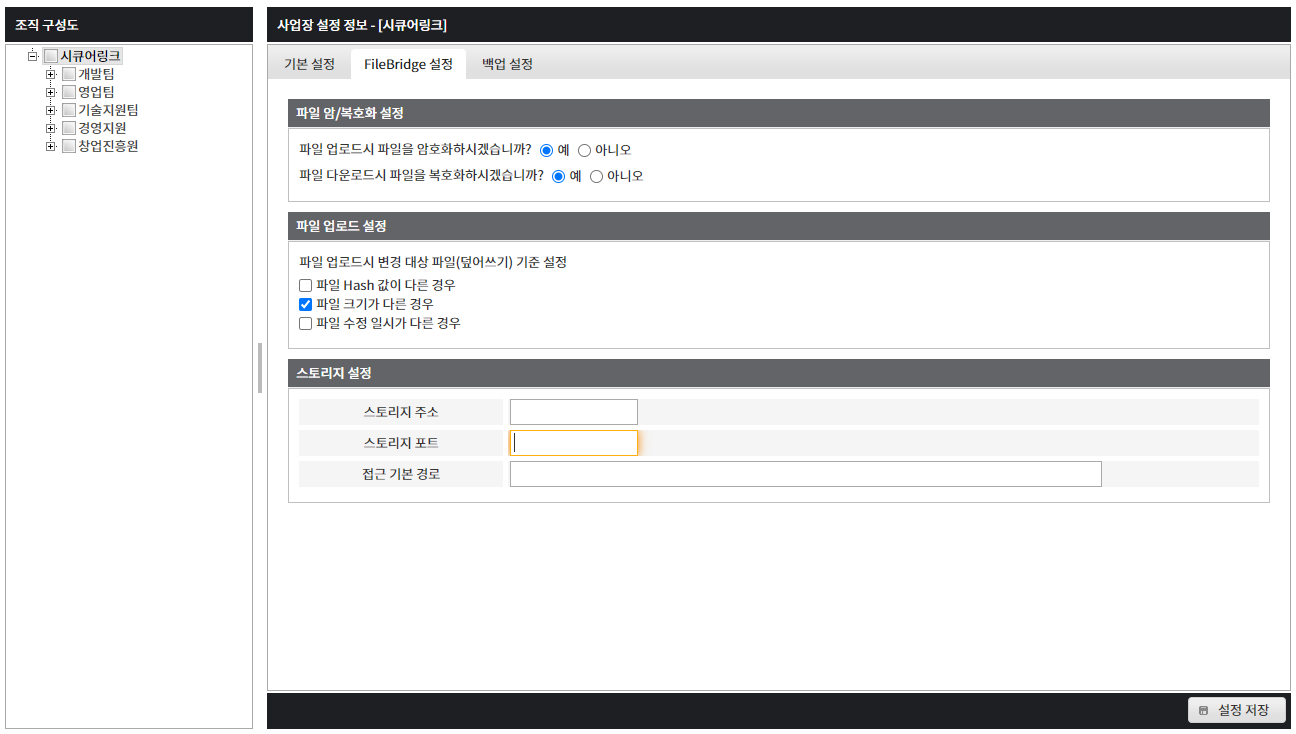 조직 구성도
시큐어링크
개발팀
영업팀
기술지원팀
경영지원
창업진흥원
사업장 설정 정보 - [시큐어링크]
기본 설정 FileBridge 설정 백업 설정
파일 암/복호화 설정
파일 업로드시 파일을 암호화하시겠습니까? 예 아니오
파일 다운로드시 파일을 복호화하시겠습니까? 예 아니오
파일 업로드 설정
파일 업로드시 변경 대상 파일(덮어쓰기) 기준 설정
파일 Hash 값이 다른 경우
파일 크기가 다른 경우
파일 수정 일시가 다른 경우
스토리지 설정
스토리지 주소
스토리지 포트
접근 기본 경로
설정 저장